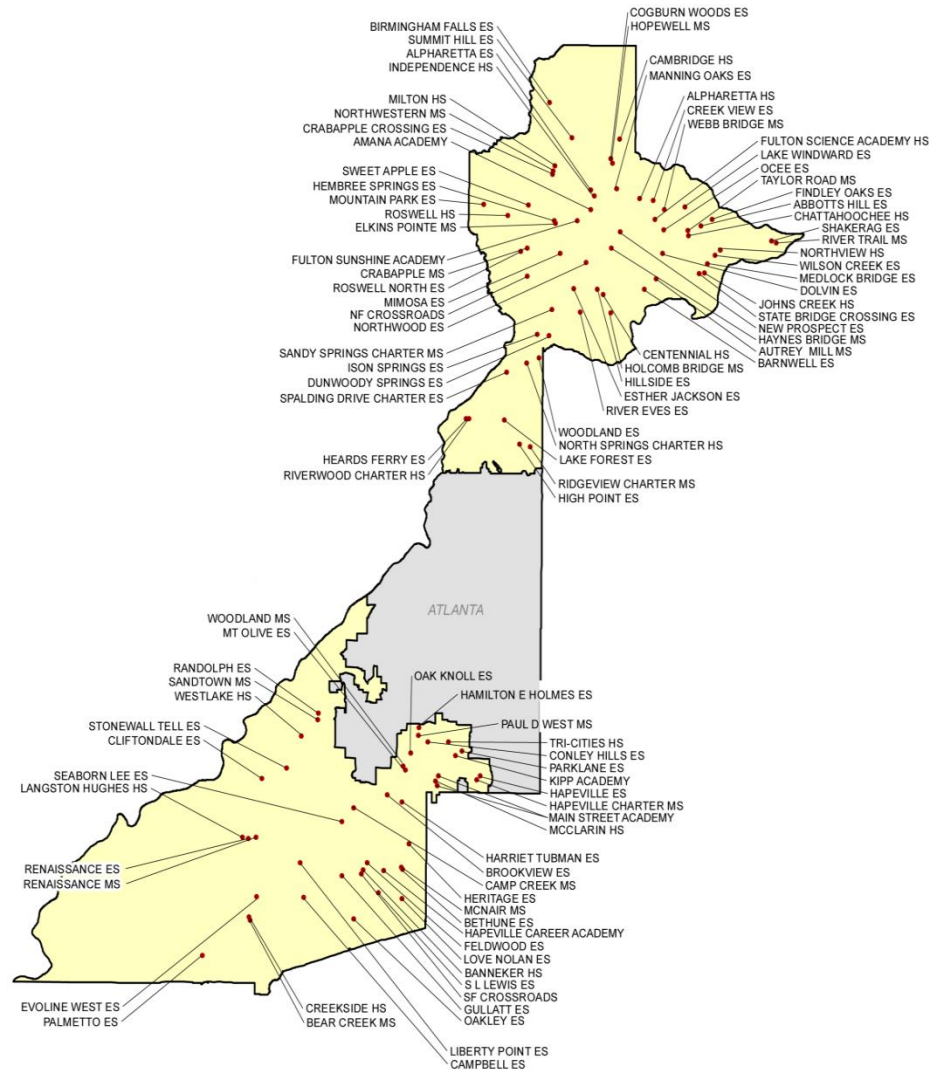 COGBURN WOODS ES
HOPEWELL MS
BIRMINGHAM FALLS ES
SUMMIT HILL ES
ALPHARETTA ES
INDEPENDENCE HS
CAMBRIDGE HS
MANNING OAKS ES
MILTON HS
NORTHWESTERN MS
CRABAPPLE CROSSING ES
AMANA ACADEMY
ALPHARETTA HS
CREEK VIEW ES
WEBB BRIDGE MS
FULTON SCIENCE ACADEMY HS
LAKE WINDWARD ES
OCEE ES
TAYLOR ROAD MS
FINDLEY OAKS ES
ABBOTTS HILL ES
CHATTAHOOCHEE HS
SHAKERAG ES
RIVER TRAIL MS
NORTHVIEW HS
WILSON CREEK ES
MEDLOCK BRIDGE ES
DOLVIN ES
JOHNS CREEK HS
STATE BRIDGE CROSSING ES
NEW PROSPECT ES
HAYNES BRIDGE MS
AUTREY MILL MS
BARNWELL ES
SWEET APPLE ES
HEMBREE SPRINGS ES
MOUNTAIN PARK ES
ROSWELL HS
ELKINS POINTE MS
FULTON SUNSHINE ACADEMY
CRABAPPLE MS
ROSWELL NORTH ES
MIMOSA ES
NF CROSSROADS
NORTHWOOD ES
SANDY SPRINGS CHARTER MS
ISON SPRINGS ES
DUNWOODY SPRINGS ES
SPALDING DRIVE CHARTER ES
CENTENNIAL HS
HOLCOMB BRIDGE MS
HILLSIDE ES
ESTHER JACKSON ES
RIVER EVES ES
WOODLAND ES
NORTH SPRINGS CHARTER HS
LAKE FOREST ES
HEARDS FERRY ES
RIVERWOOD CHARTER HS
RIDGEVIEW CHARTER MS
HIGH POINT ES
ATLANTA
WOODLAND MS
MT OLIVE ES
RANDOLPH ES
SANDTOWN MS
WESTLAKE HS
STONEWALL TELL ES
CLIFTONDALE ES
SEABORN LEE ES
LANGSTON HUGHES HS
OAK KNOLL ES
HAMILTON E HOLMES ES
PAUL D WEST MS
TRI-CITIES HS
CONLEY HILLS ES
PARKLANE ES
KIPP ACADEMY
HAPEVILLE ES
HAPEVILLE CHARTER MS
MAIN STREET ACADEMY
MCCLARIN HS
RENAISSANCE ES
RENAISSANCE MS
HARRIET TUBMAN ES
BROOKVIEW ES
CAMP CREEK MS
HERITAGE ES
MCNAIR MS
BETHUNE ES
HAPEVILLE CAREER ACADEMY
FELDWOOD ES
LOVE NOLAN ES
BANNEKER HS
S L LEWIS ES
SF CROSSROADS
GULLATT ES
OAKLEY ES
EVOLINE WEST ES
PALMETTO ES
CREEKSIDE HS
BEAR CREEK MS
LIBERTY POINT ES
CAMPBELL ES